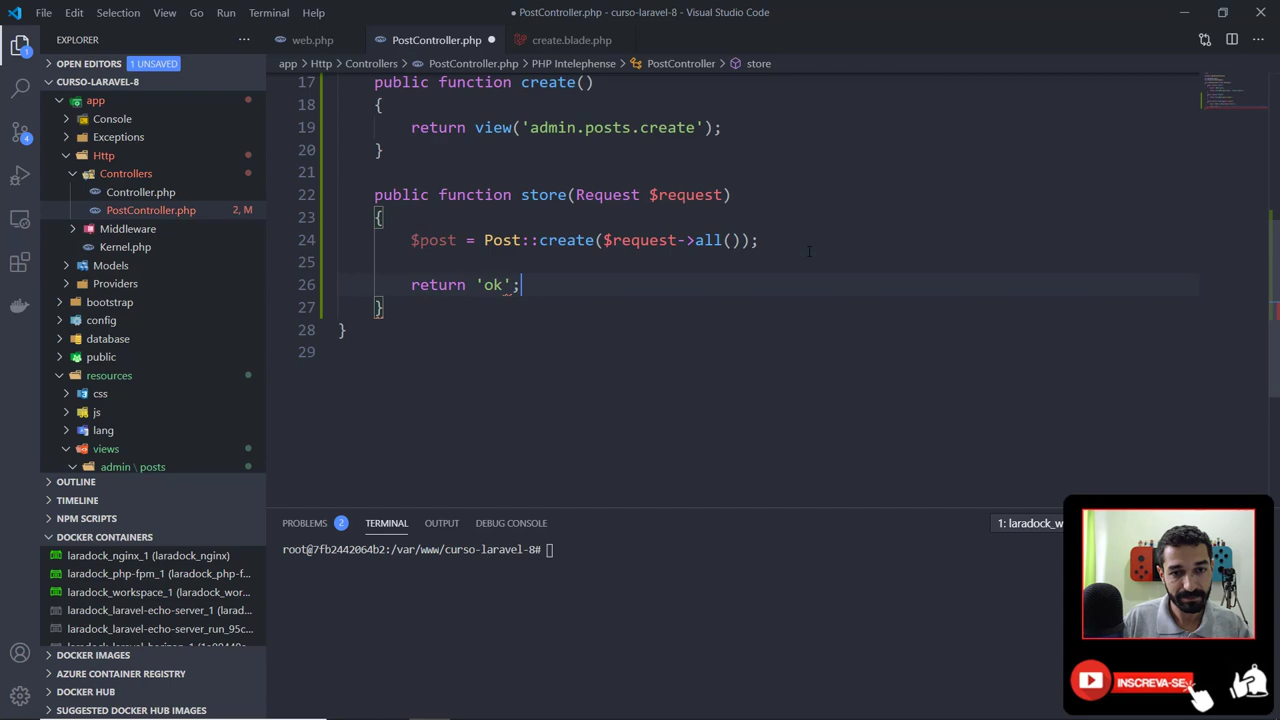 File Edit Selection View Go Run Terminal Help
● PostController.php - curso-laravel-8 - Visual Studio Code
EXPLORER
web.php
PostController.php
create.blade.php
OPEN EDITORS 1 UNSAVED
app > Http > Controllers > PostController.php > PHP Intelephense > PostController > store
CURSO-LARAVEL-8
app
Console
Exceptions
Http
Controllers
Controller.php
PostController.php 2, M
Middleware
Kernel.php
Models
Providers
bootstrap
config
database
public
resources
css
js
lang
views
admin \ posts
OUTLINE
TIMELINE
NPM SCRIPTS
DOCKER CONTAINERS
laradock_nginx_1 (laradock_nginx)
laradock_php-fpm_1 (laradock_php-f...
laradock_workspace_1 (laradock_wor...
laradock_laravel-echo-server_1 (larad...
laradock_laravel-echo-server_run_95c...
DOCKER IMAGES
AZURE CONTAINER REGISTRY
DOCKER HUB
SUGGESTED DOCKER HUB IMAGES
1
4
17 public function create()
18 {
19 return view('admin.posts.create');
20 }
21
22 public function store(Request $request)
23 {
24 $post = Post::create($request->all());
25
26 return 'ok';
27 }
28 }
29
PROBLEMS 2 TERMINAL OUTPUT DEBUG CONSOLE
1: laradock_w
root@7fb2442064b2:/var/www/curso-laravel-8#
INSCREVA-SE